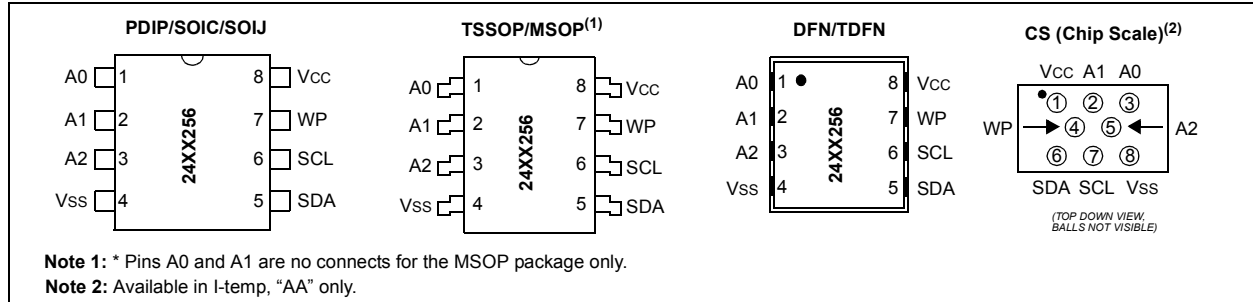 PDIP/SOIC/SOIJ
A0 1 8 VCC
A1 2 7 WP
A2 3 6 SCL
VSS 4 5 SDA
24XX256
TSSOP/MSOP(1)
A0 1 8 VCC
A1 2 7 WP
A2 3 6 SCL
VSS 4 5 SDA
24XX256
DFN/TDFN
A0 1 8 VCC
A1 2 7 WP
A2 3 6 SCL
VSS 4 5 SDA
24XX256
CS (Chip Scale)(2)
VCC A1 A0
1 2 3
WP 4 5 A2
6 7 8
SDA SCL VSS
(TOP DOWN VIEW,
BALLS NOT VISIBLE)
Note 1: * Pins A0 and A1 are no connects for the MSOP package only.
Note 2: Available in I-temp, “AA” only.